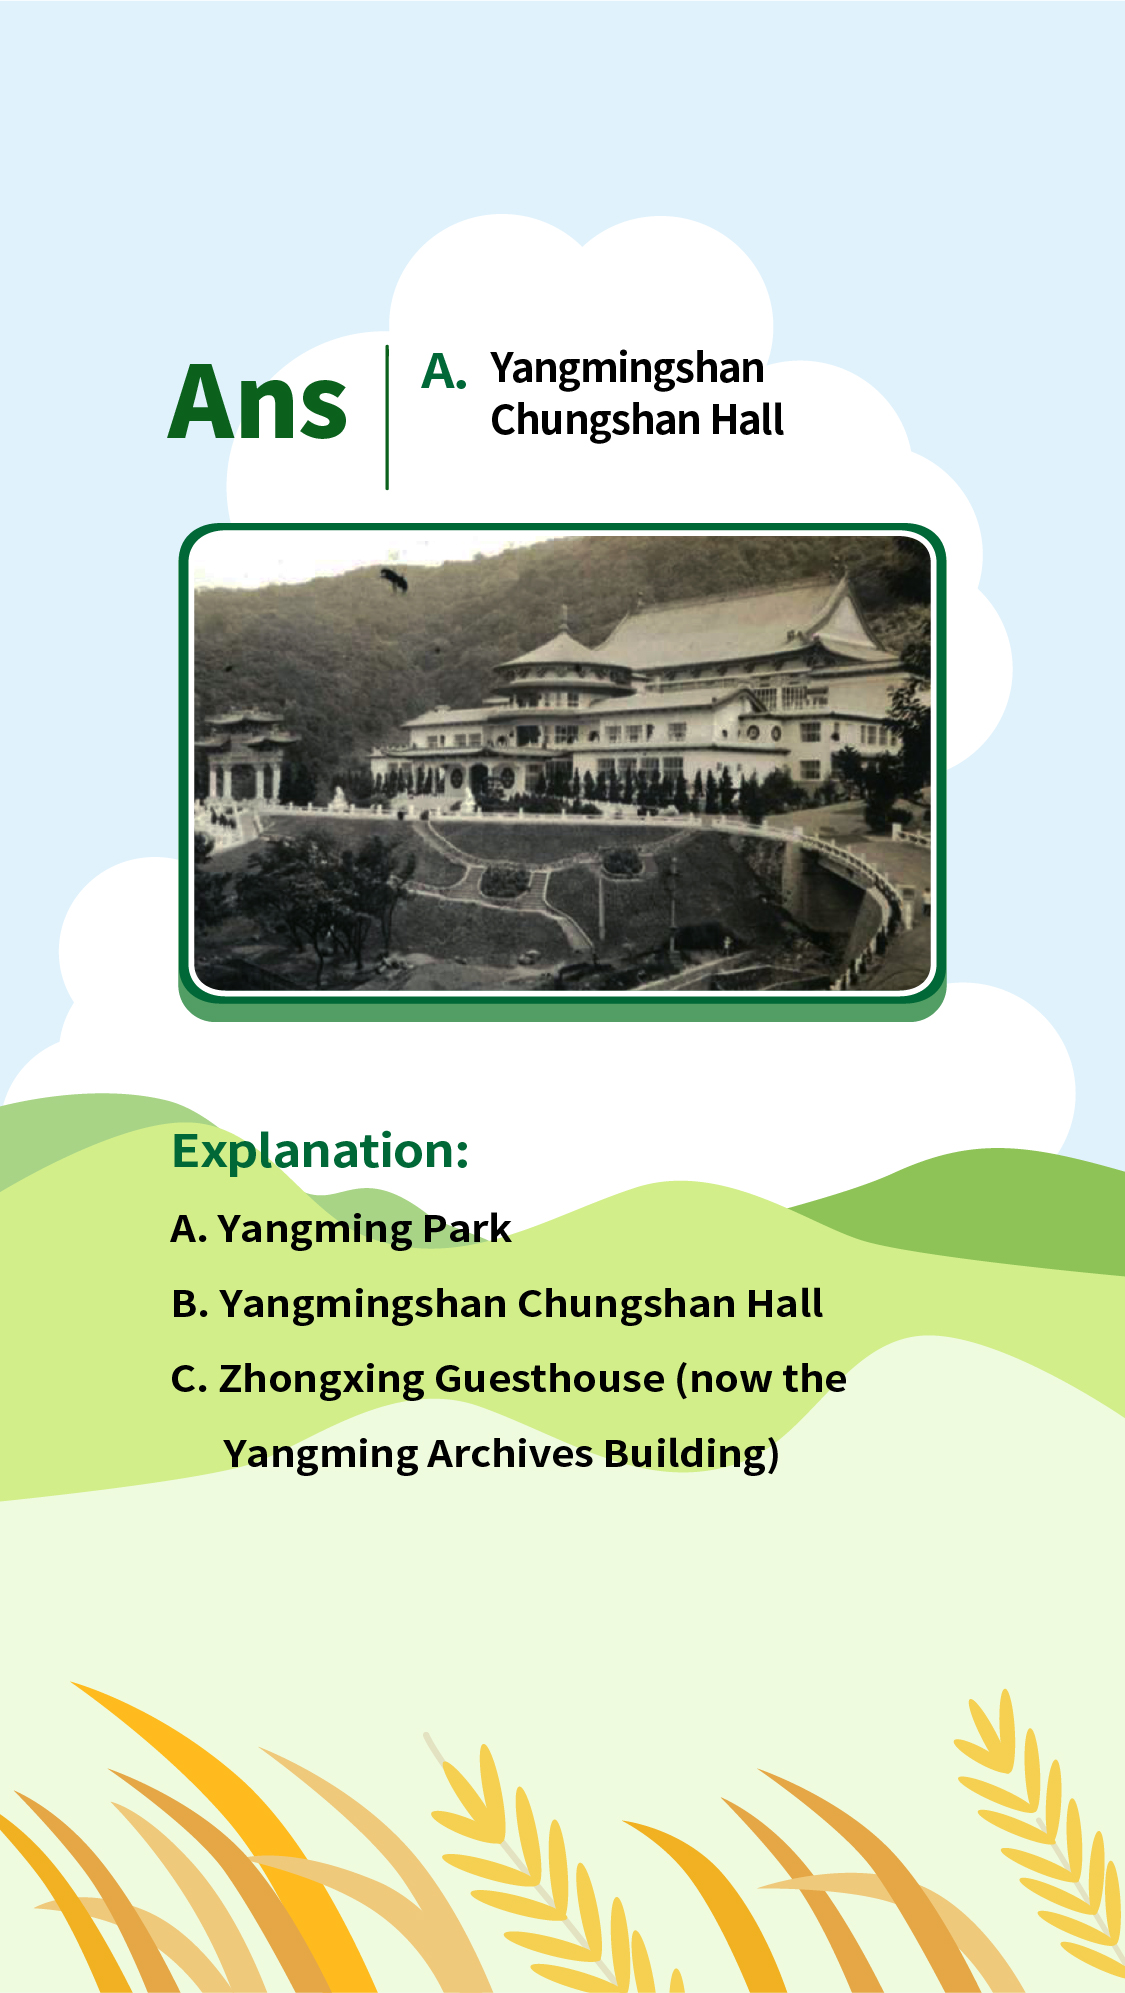 Ans
A. Yangmingshan
Chungshan Hall
Explanation:
A. Yangming Park
B. Yangmingshan Chungshan Hall
C. Zhongxing Guesthouse (now the
Yangming Archives Building)